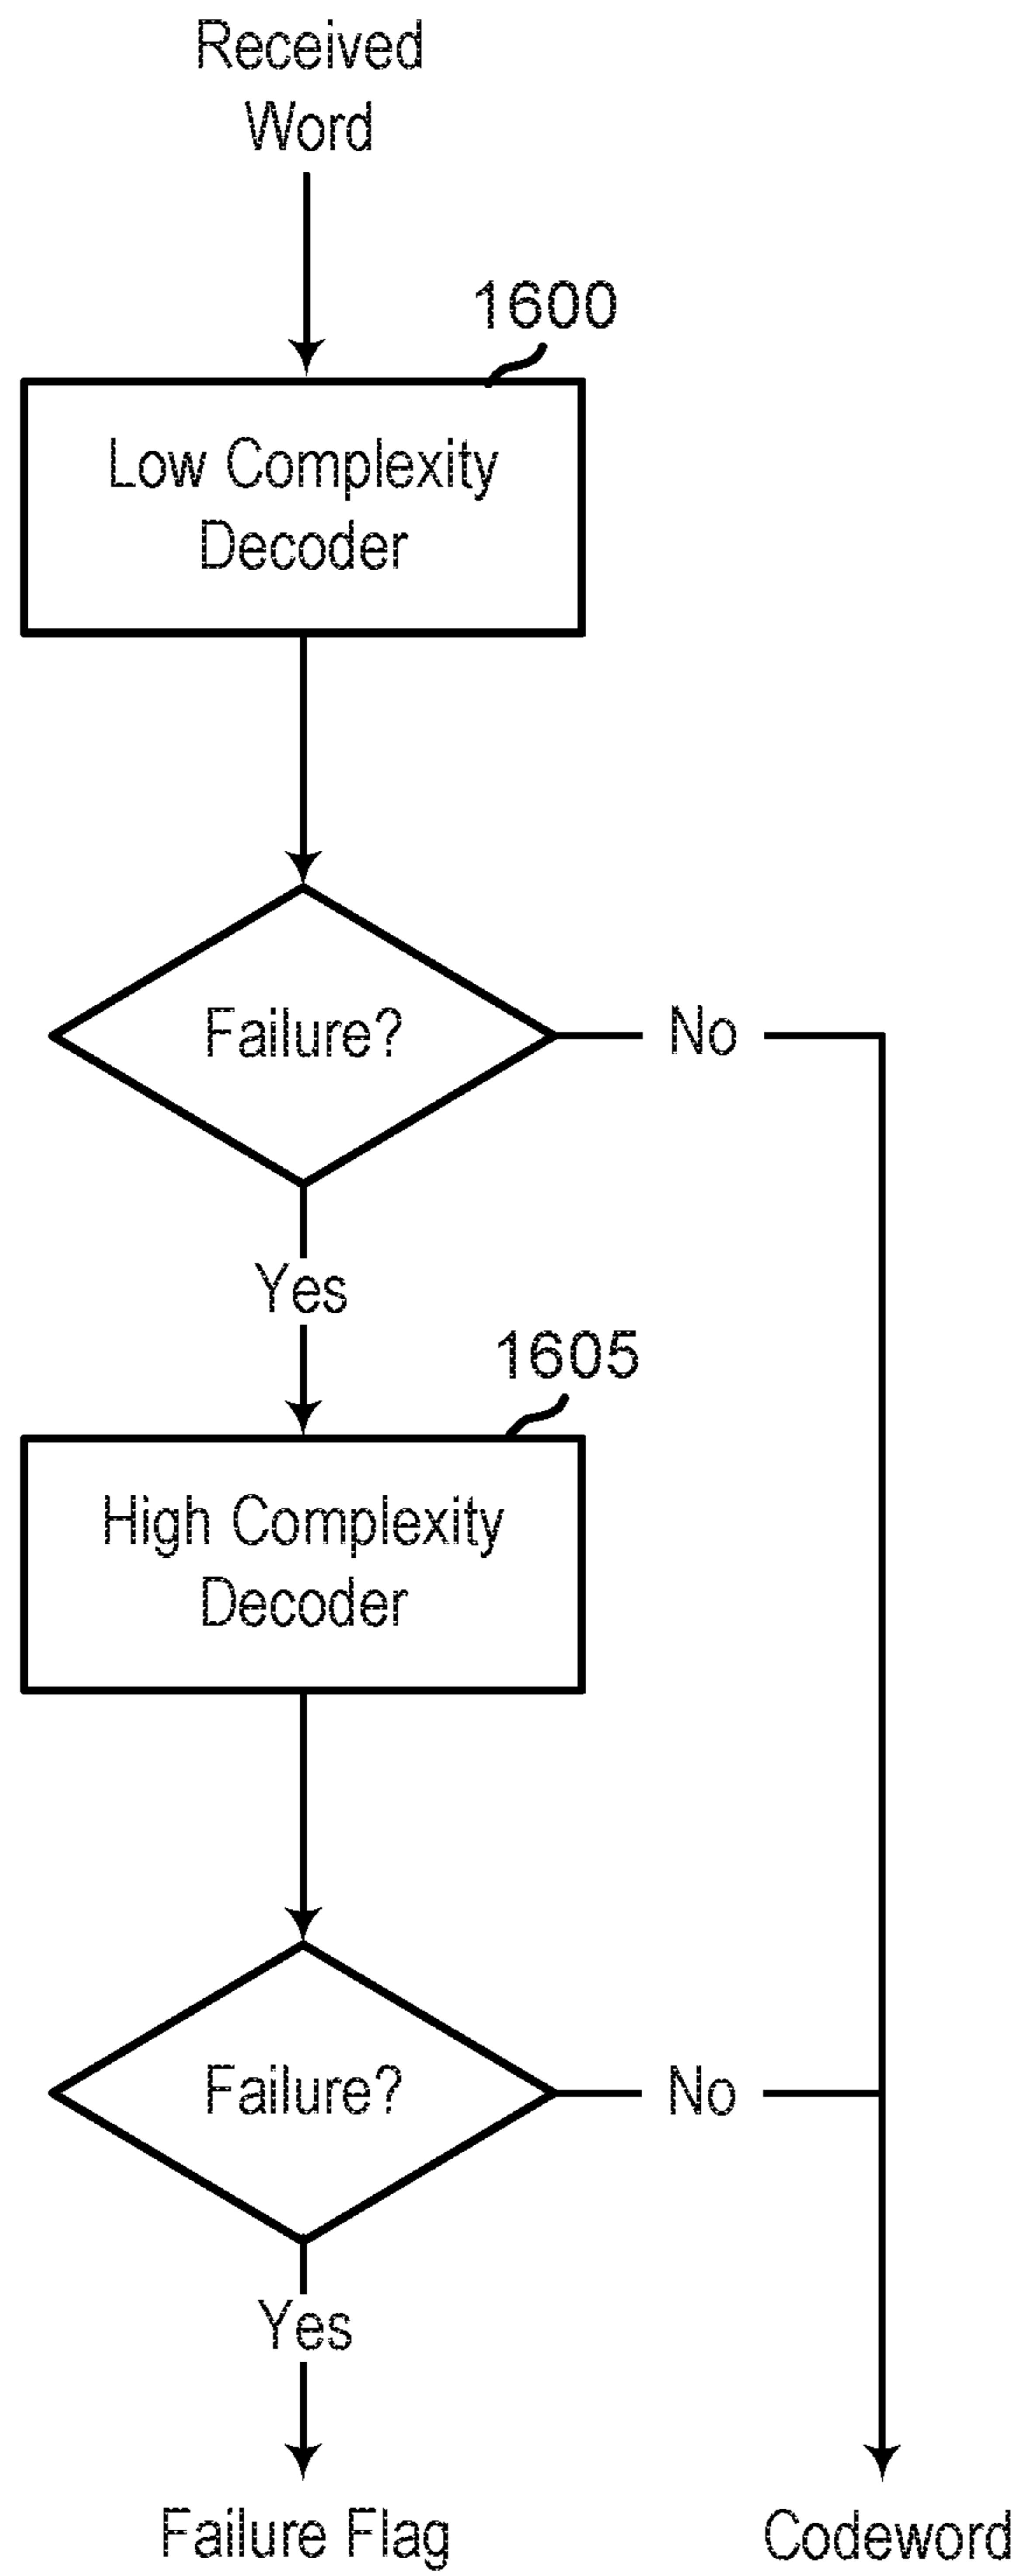 Received
Word
1600
Low Complexity
Decoder
Failure?
No
Yes
1605
High Complexity
Decoder
Failure?
No
Yes
Failure Flag
Codeword